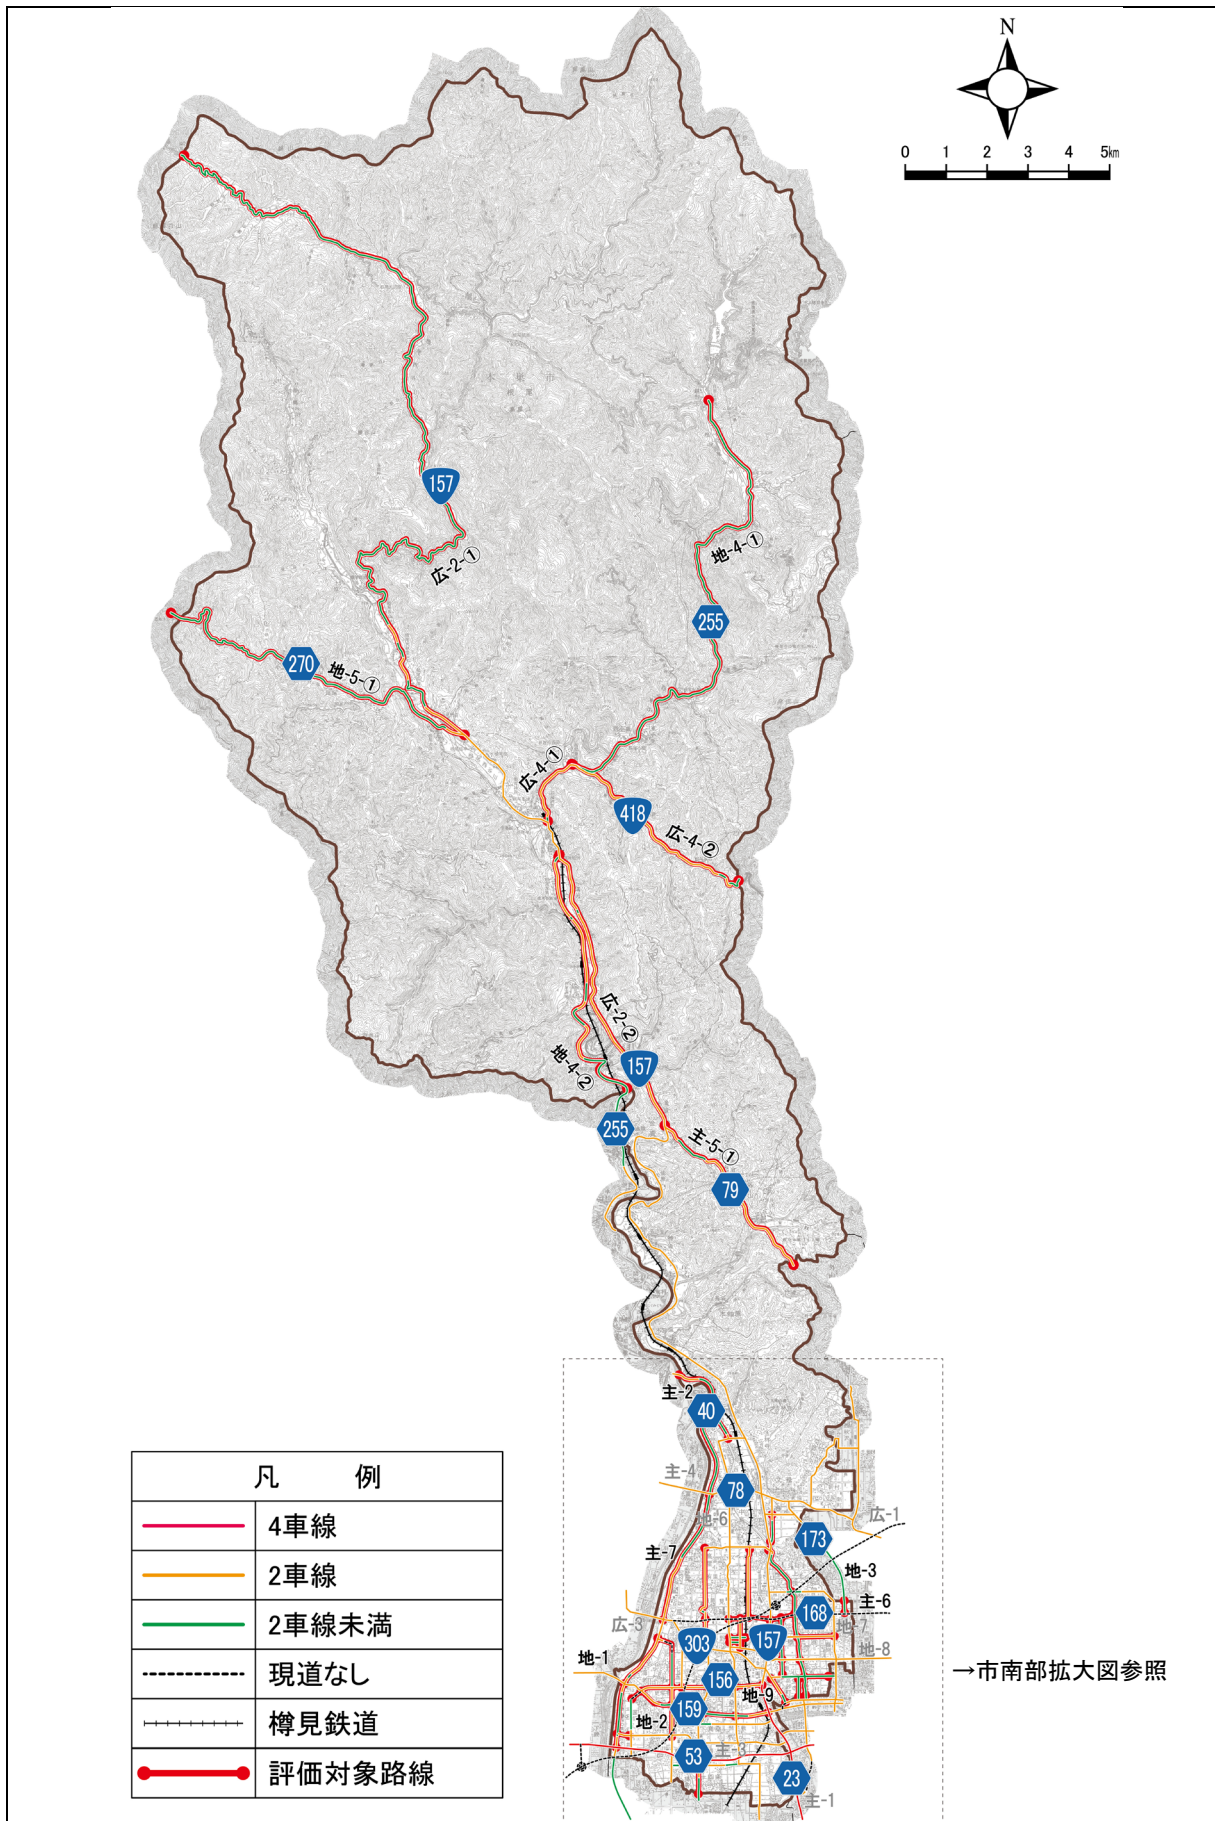 N
0 1 2 3 4 5km
157
広-2-①
地-4-①
255
270
地-5-①
広-4-①
418
広-4-②
広-2-②
157
地-4-②
255
主-5-①
79
主-2
40
主-4
78
地-6
広-1
173
主-7
地-3
主-6
168
地-7
広-3
303
157
地-8
地-1
156
地-9
159
地-2
53
主-3
23
主-1
→市南部拡大図参照
凡 例
4車線
2車線
2車線未満
現道なし
樽見鉄道
評価対象路線